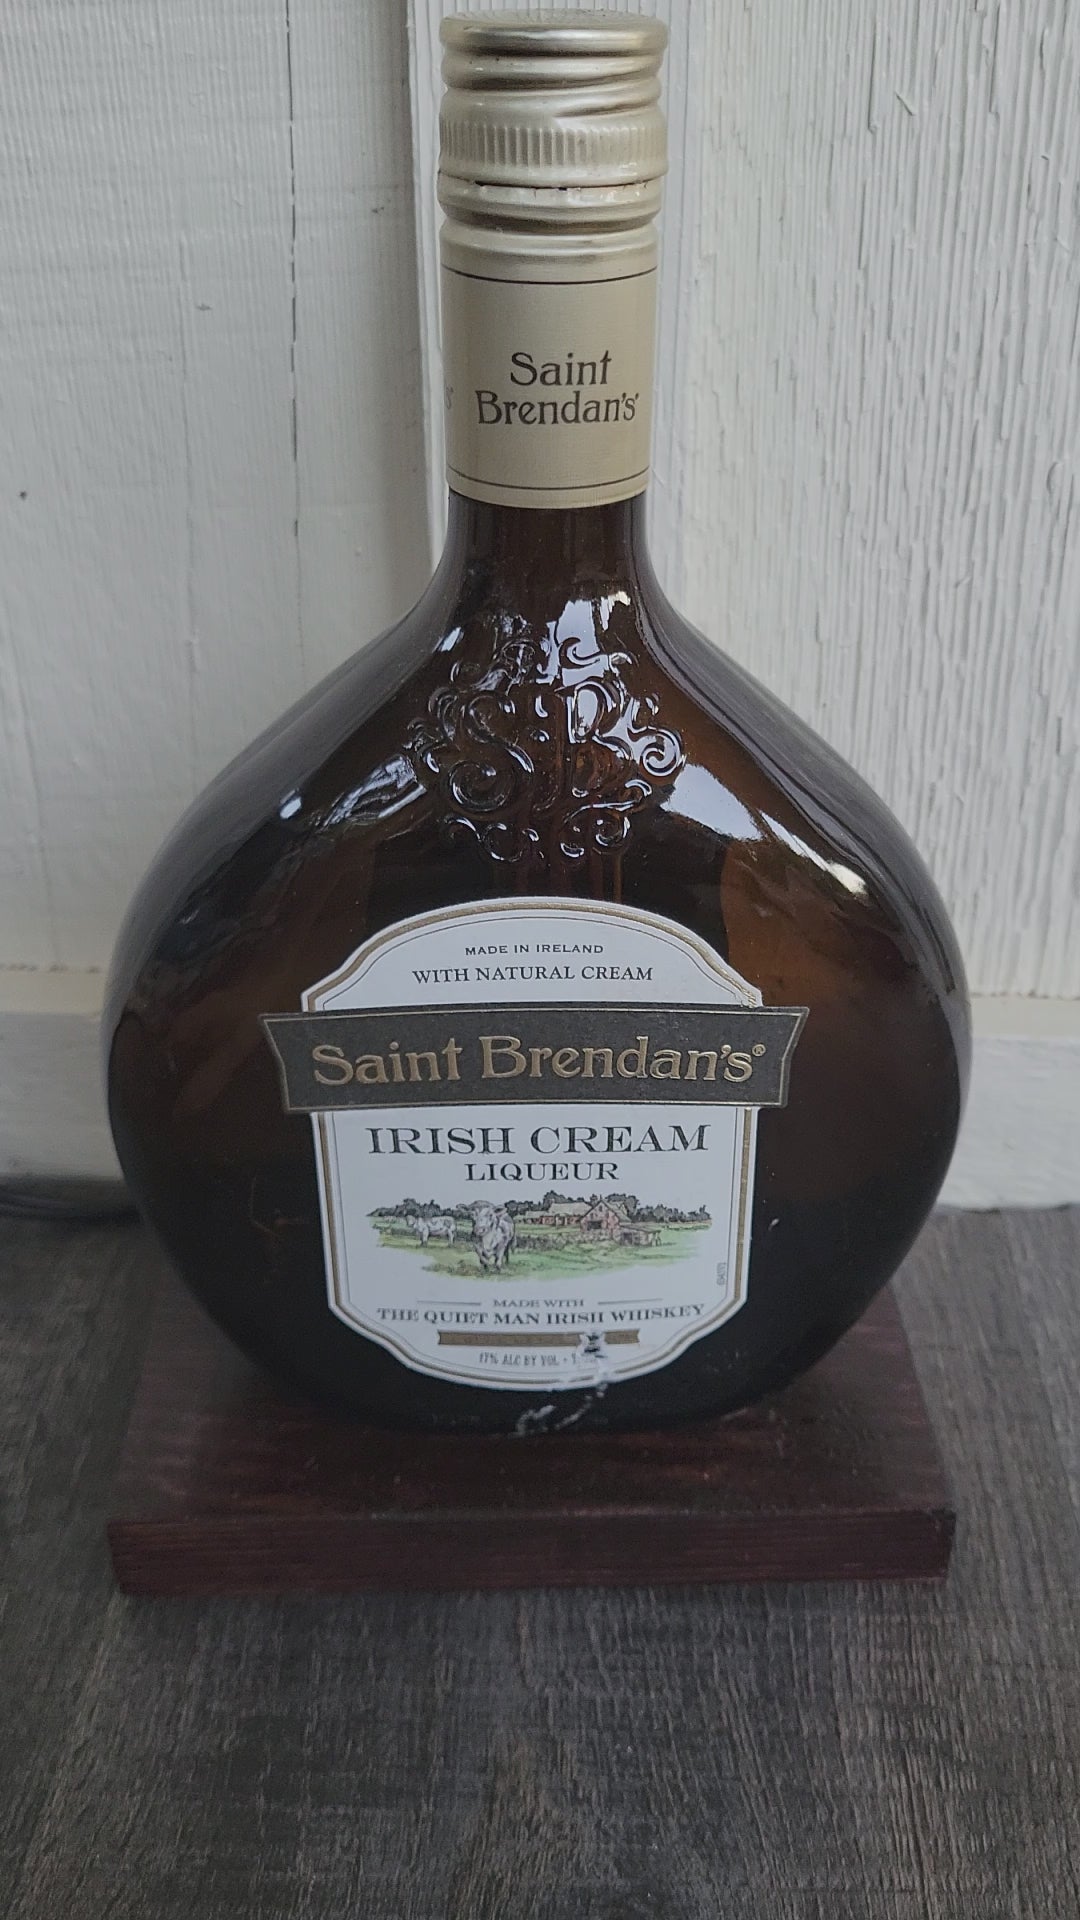 Saint
Brendan's
SBs
MADE IN IRELAND
WITH NATURAL CREAM
Saint Brendan's®
IRISH CREAM
LIQUEUR
MADE WITH
THE QUIET MAN IRISH WHISKEY
17% ALC BY VOL •